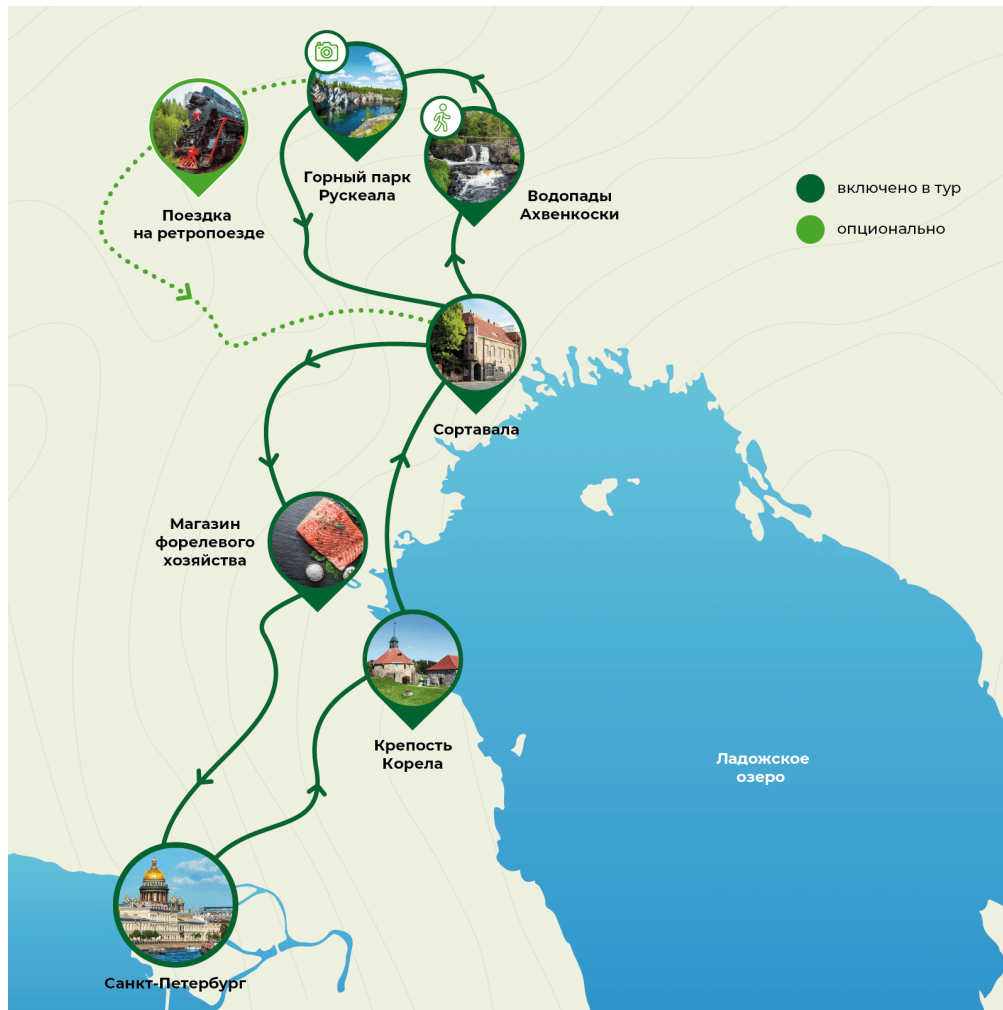 Горный парк
Рускеала
Водопады
Ахвенкоски
включено в тур
опционально
Поездка
на ретропоезде
Сортавала
Магазин
форелевого
хозяйства
Крепость
Корела
Ладожское
озеро
Санкт-Петербург